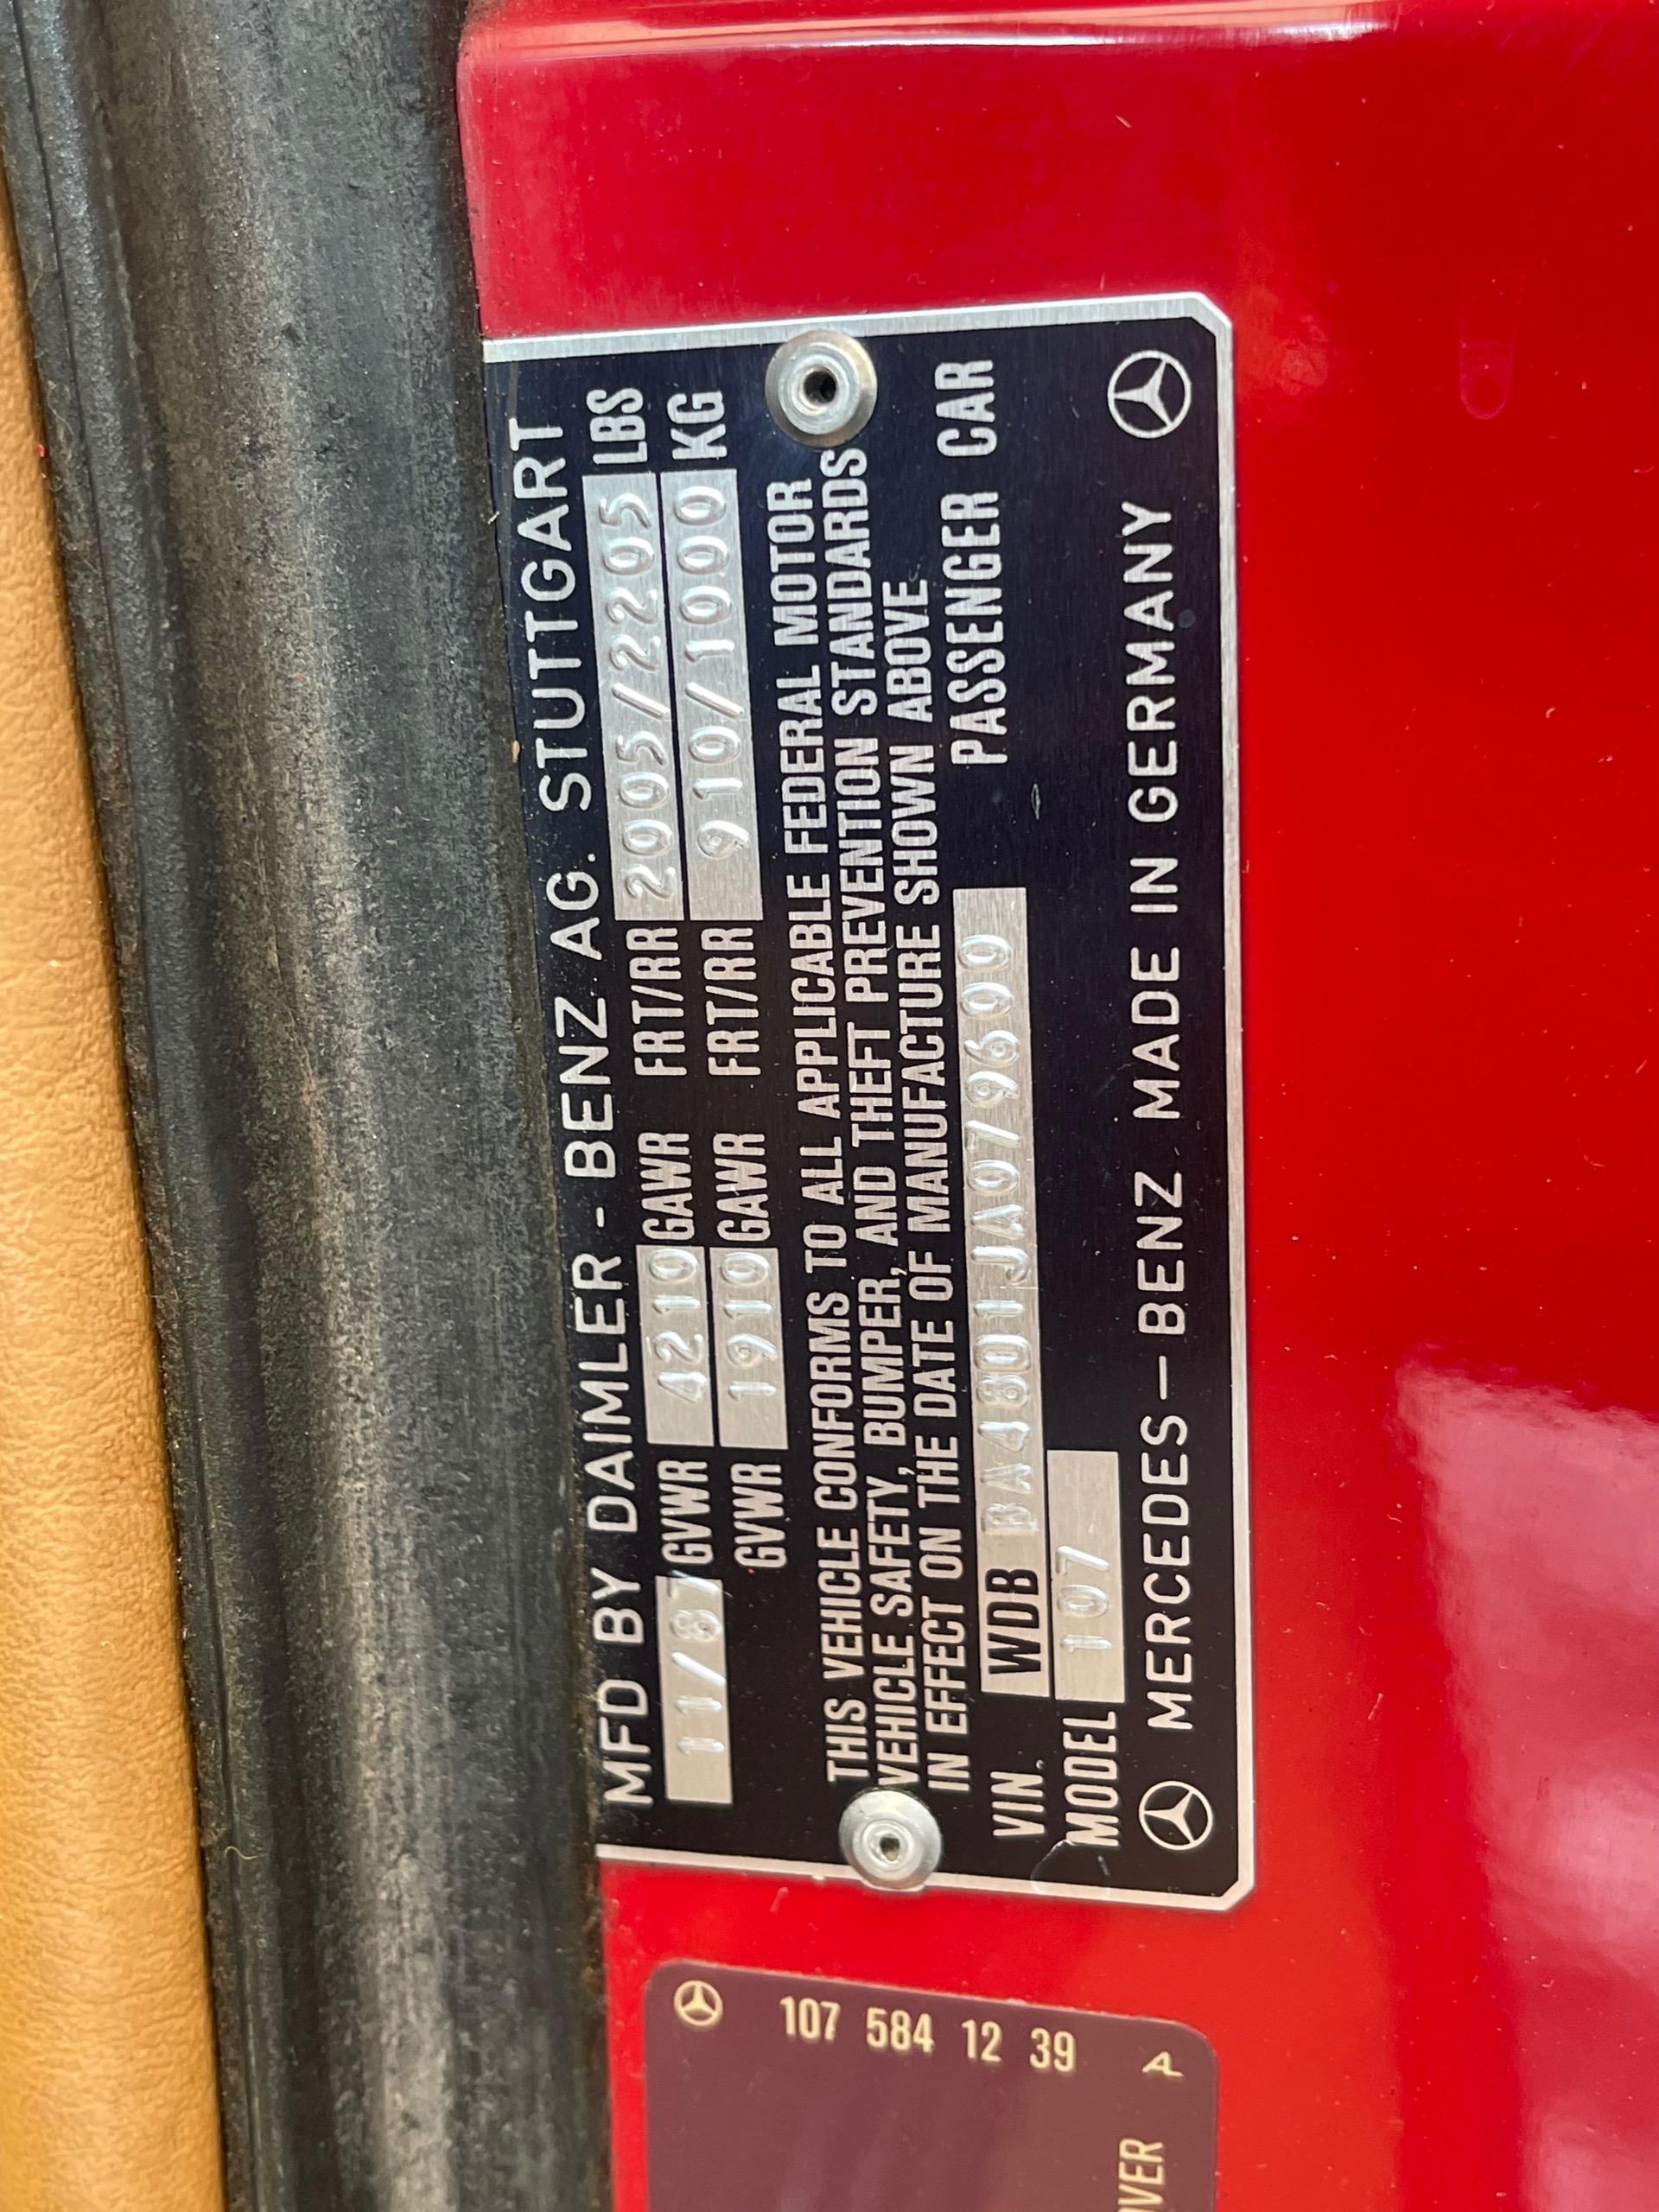 MFD BY DAIMLER - BENZ AG. STUTTGART
11/87 GVWR 4210 GAWR FRT/RR 2005/2205 LBS
GVWR 1910 GAWR FRT/RR 910/1000 KG
THIS VEHICLE CONFORMS TO ALL APPLICABLE FEDERAL MOTOR
VEHICLE SAFETY, BUMPER, AND THEFT PREVENTION STANDARDS
IN EFFECT ON THE DATE OF MANUFACTURE SHOWN ABOVE
VIN. WDB BA48D1JA079600 PASSENGER CAR
MODEL 107
MERCEDES—BENZ MADE IN GERMANY
107 584 12 39 A